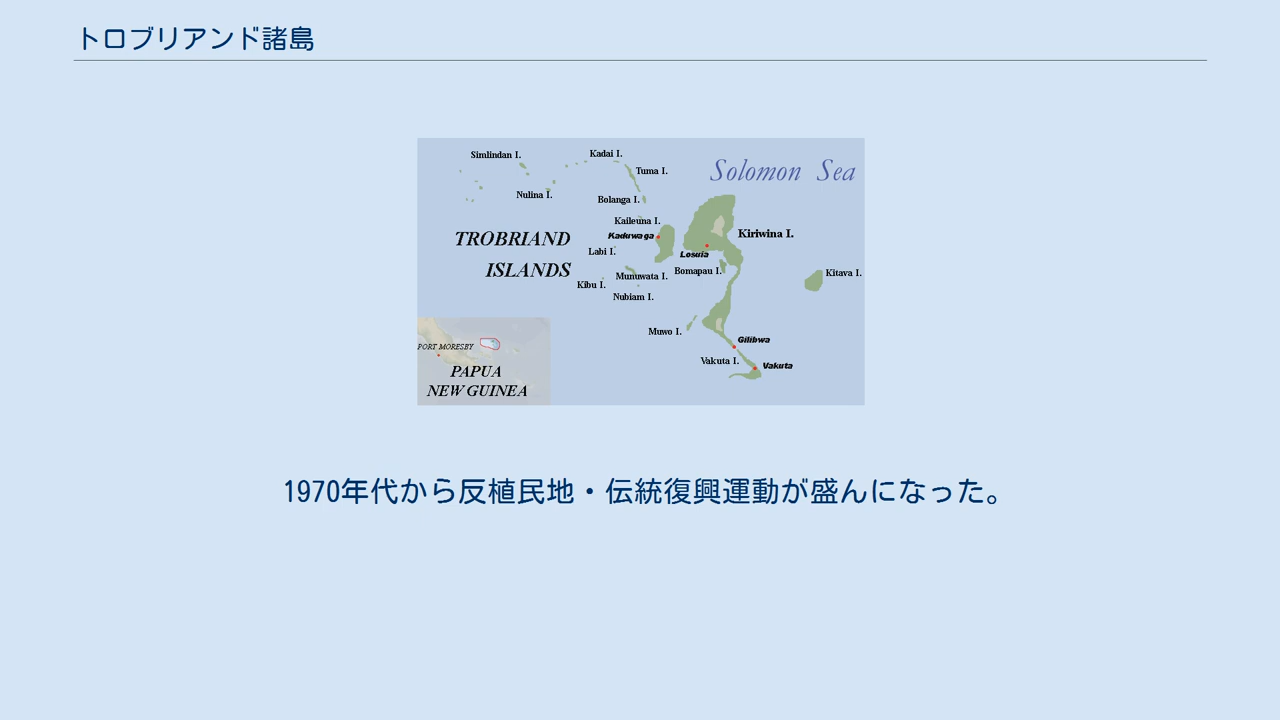 トロブリアンド諸島
Simlindan I.
Kadai I.
Tuma I.
Solomon Sea
Nulina I.
Bolanga I.
Kaileuna I.
Kaduwaga
Kiriwina I.
TROBRIAND
ISLANDS
Labi I.
Losuia
Munuwata I.
Bomapau I.
Kitava I.
Kibu I.
Nubiam I.
Muwo I.
Gilibwa
Vakuta I.
Vakuta
PORT MORESBY
PAPUA
NEW GUINEA
1970年代から反植民地・伝統復興運動が盛んになった。